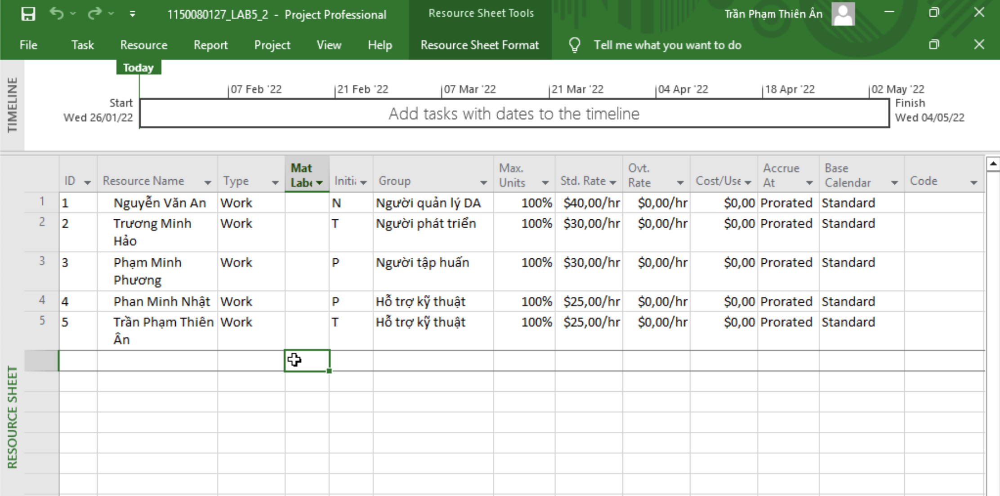 1150080127_LAB5_2 - Project Professional
Resource Sheet Tools
Trần Phạm Thiên Ân
File Task Resource Report Project View Help Resource Sheet Format Tell me what you want to do
TIMELINE
Today
07 Feb '22 21 Feb '22 07 Mar '22 21 Mar '22 04 Apr '22 18 Apr '22 02 May '22
Start
Wed 26/01/22
Add tasks with dates to the timeline
Finish
Wed 04/05/22
RESOURCE SHEET
ID Resource Name Type Mat Labe Initia Group Max. Units Std. Rate Ovt. Rate Cost/Use Accrue At Base Calendar Code
1 1 Nguyễn Văn An Work N Người quản lý DA 100% $40,00/hr $0,00/hr $0,00 Prorated Standard
2 2 Trương Minh Hảo Work T Người phát triển 100% $30,00/hr $0,00/hr $0,00 Prorated Standard
3 3 Phạm Minh Phương Work P Người tập huấn 100% $30,00/hr $0,00/hr $0,00 Prorated Standard
4 4 Phan Minh Nhật Work P Hỗ trợ kỹ thuật 100% $25,00/hr $0,00/hr $0,00 Prorated Standard
5 5 Trần Phạm Thiên Ân Work T Hỗ trợ kỹ thuật 100% $25,00/hr $0,00/hr $0,00 Prorated Standard